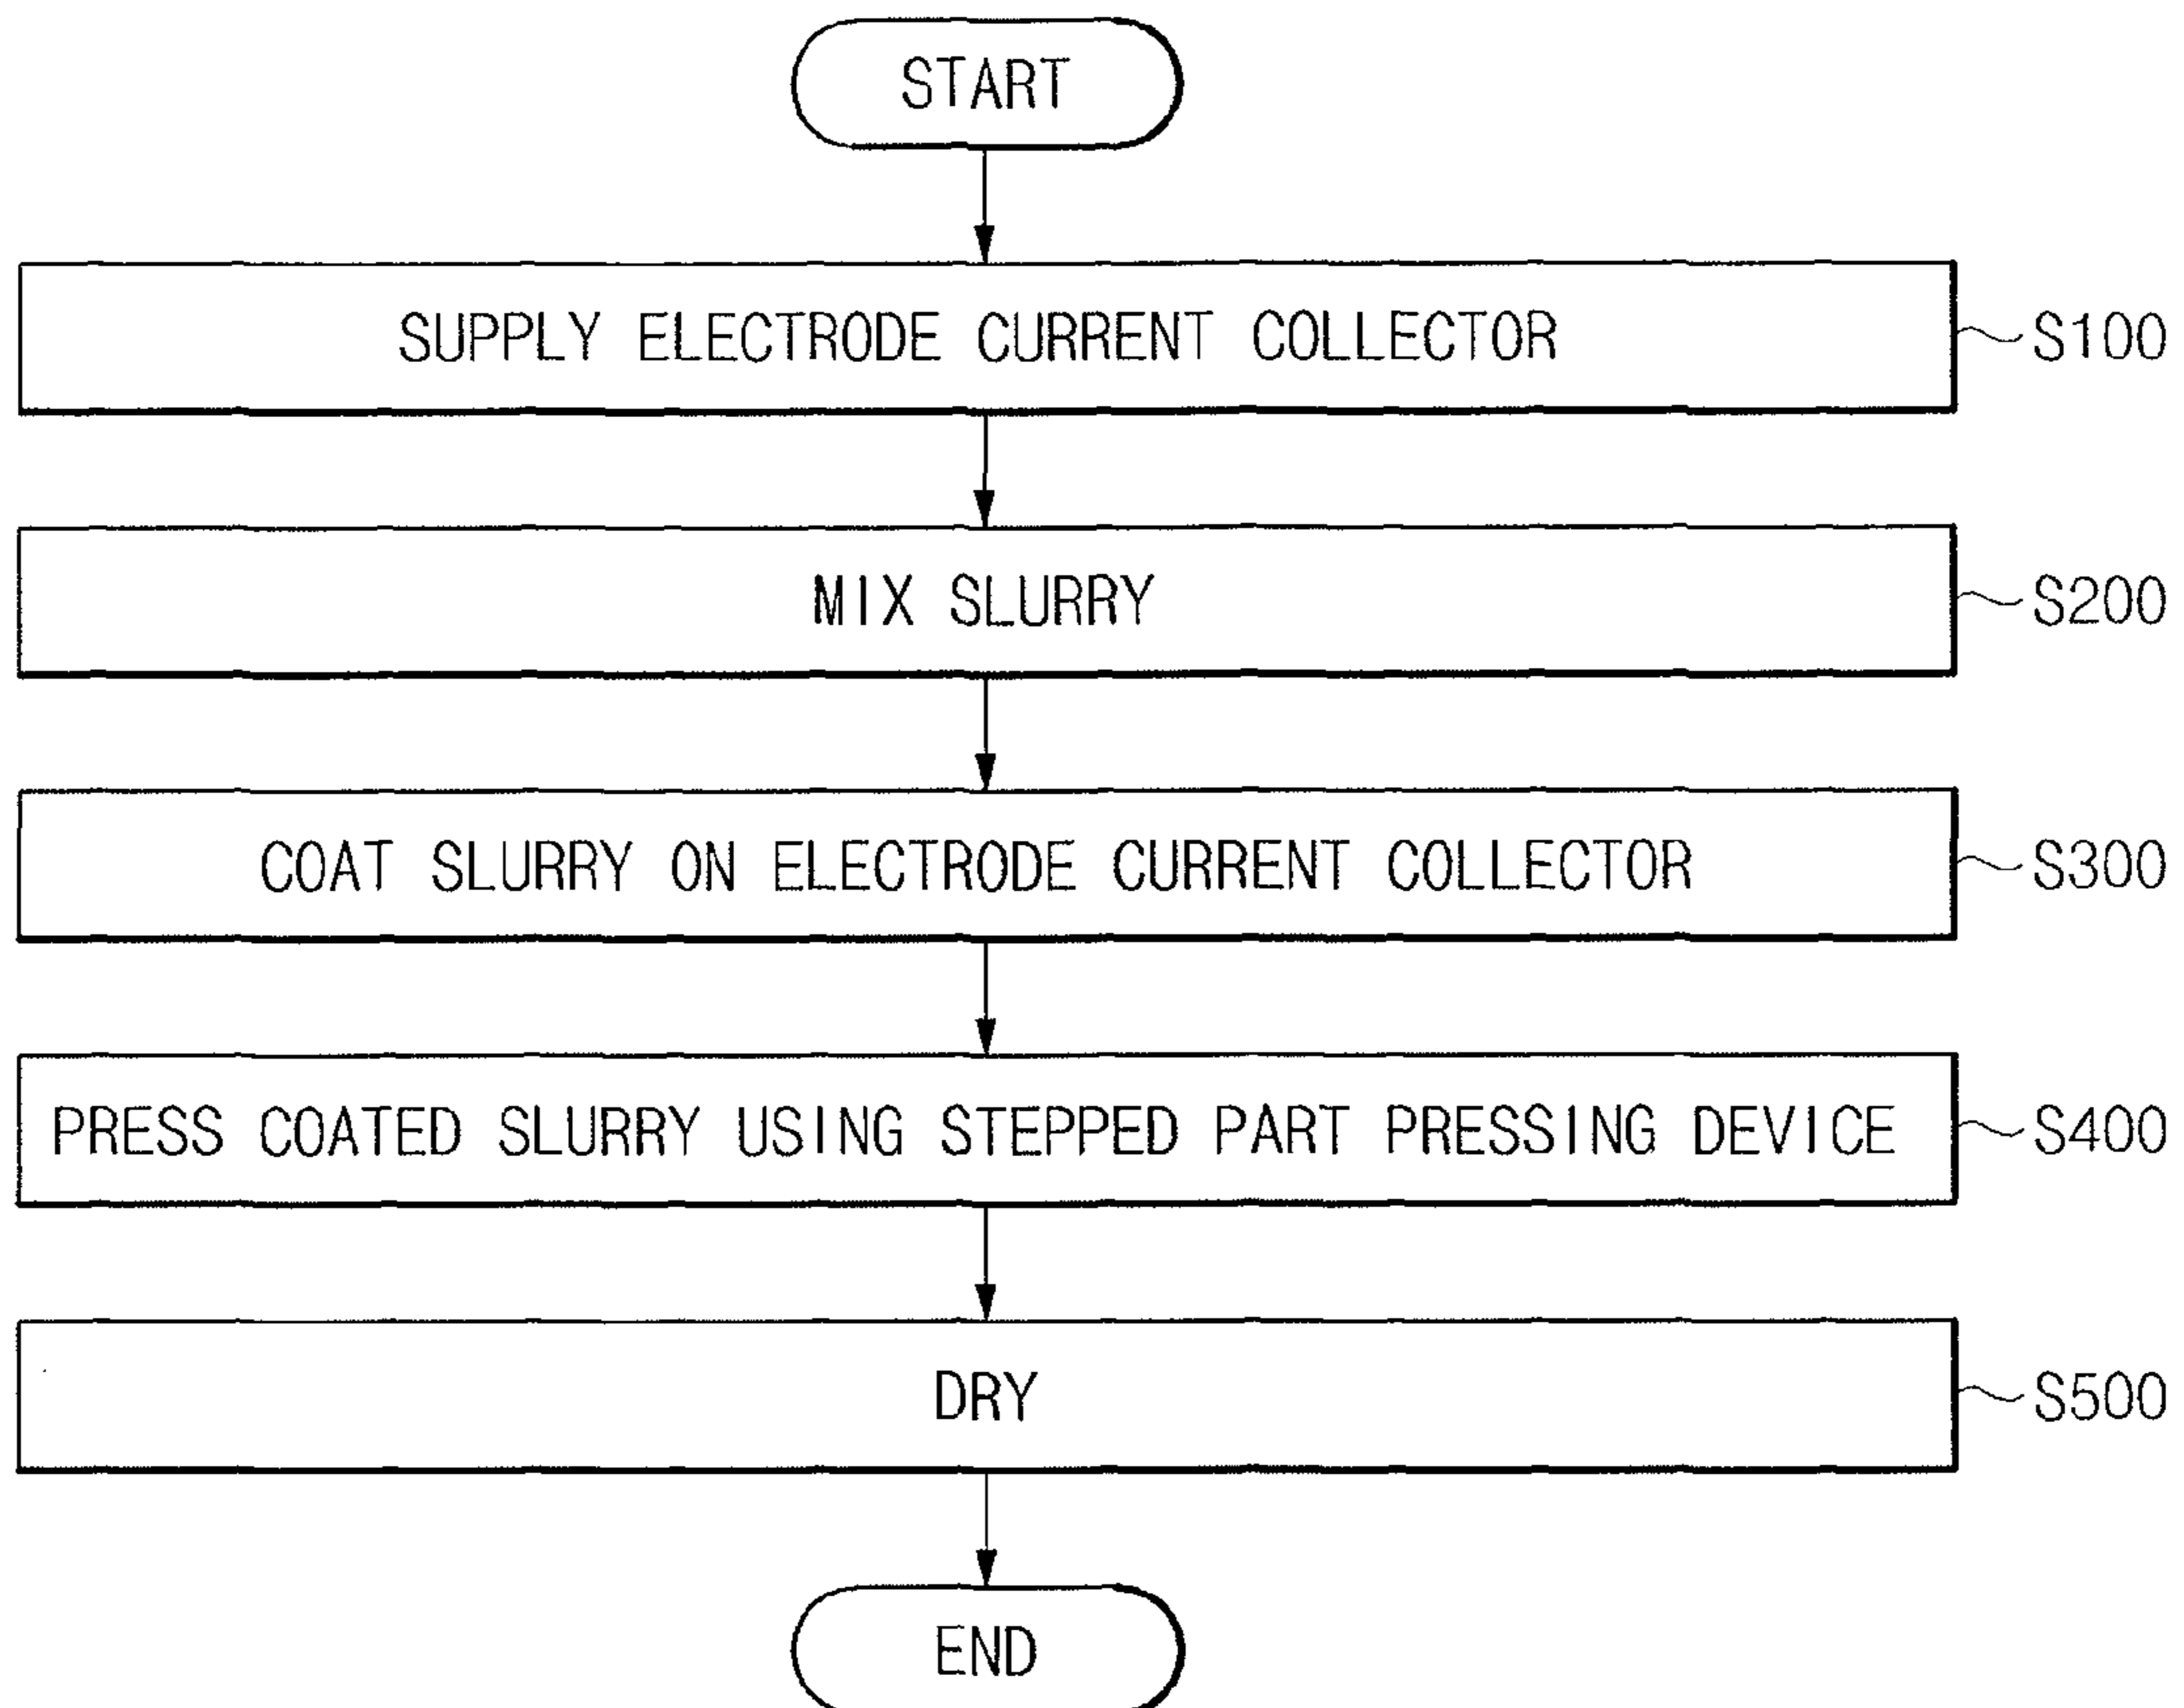 START
SUPPLY ELECTRODE CURRENT COLLECTOR S100
MIX SLURRY S200
COAT SLURRY ON ELECTRODE CURRENT COLLECTOR S300
PRESS COATED SLURRY USING STEPPED PART PRESSING DEVICE S400
DRY S500
END